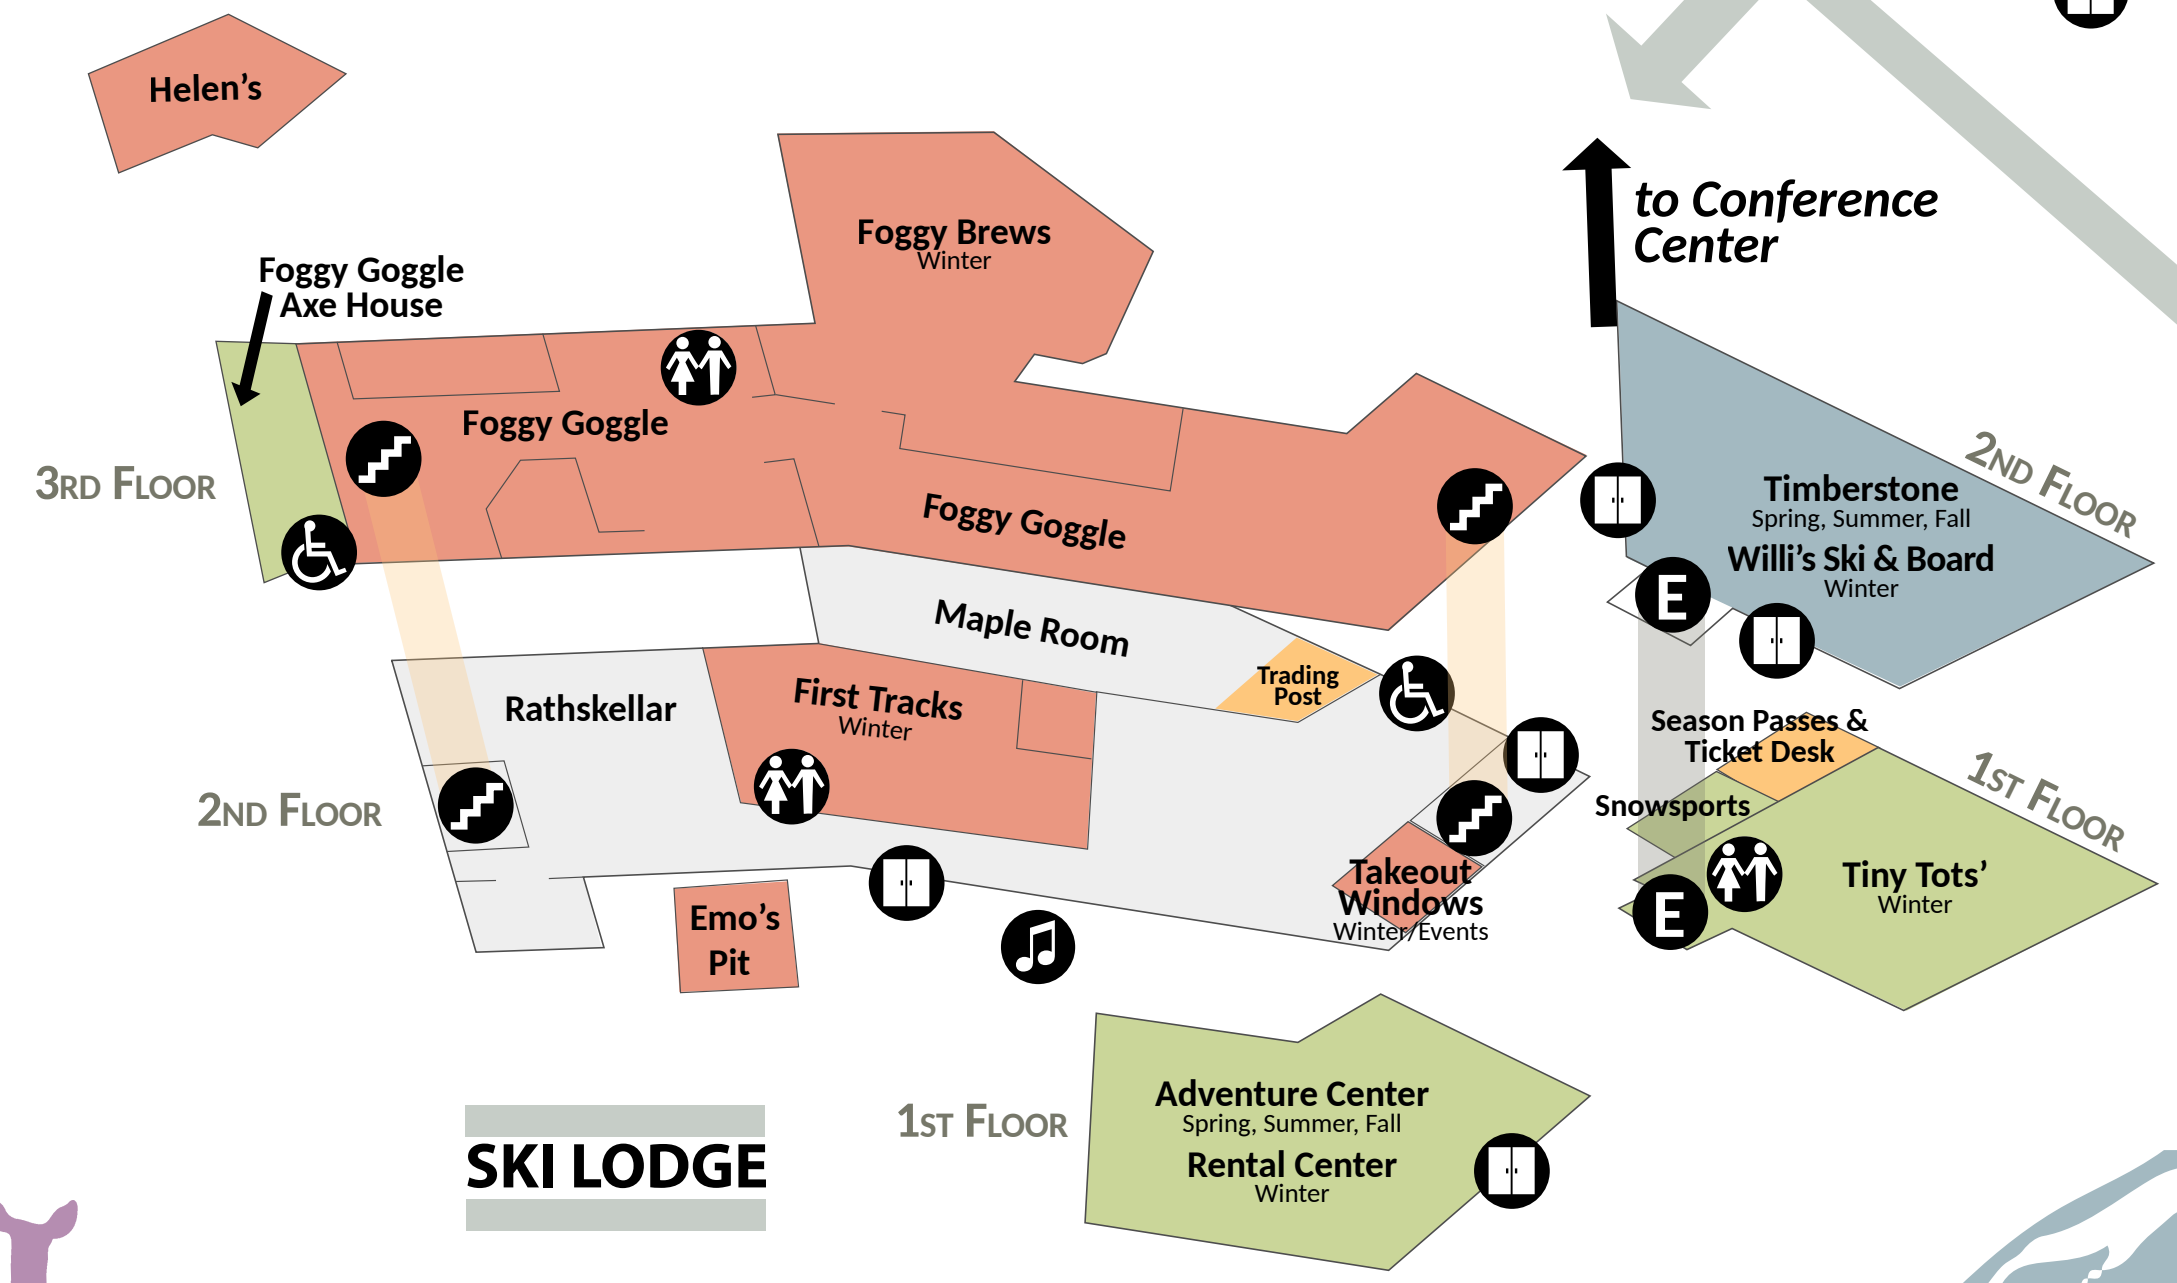 Helen's
to Conference
Center
Foggy Brews
Winter
Foggy Goggle
Axe House
Foggy Goggle
3RD FLOOR
Foggy Goggle
2ND FLOOR
Timberstone
Spring, Summer, Fall
Willi's Ski & Board
Winter
E
Maple Room
Trading
Post
Rathskellar
First Tracks
Winter
2ND FLOOR
Season Passes &
Ticket Desk
Snowsports
1ST FLOOR
Tiny Tots'
Winter
E
Takeout
Windows
Winter/Events
Emo's
Pit
1ST FLOOR
Adventure Center
Spring, Summer, Fall
Rental Center
Winter
SKI LODGE